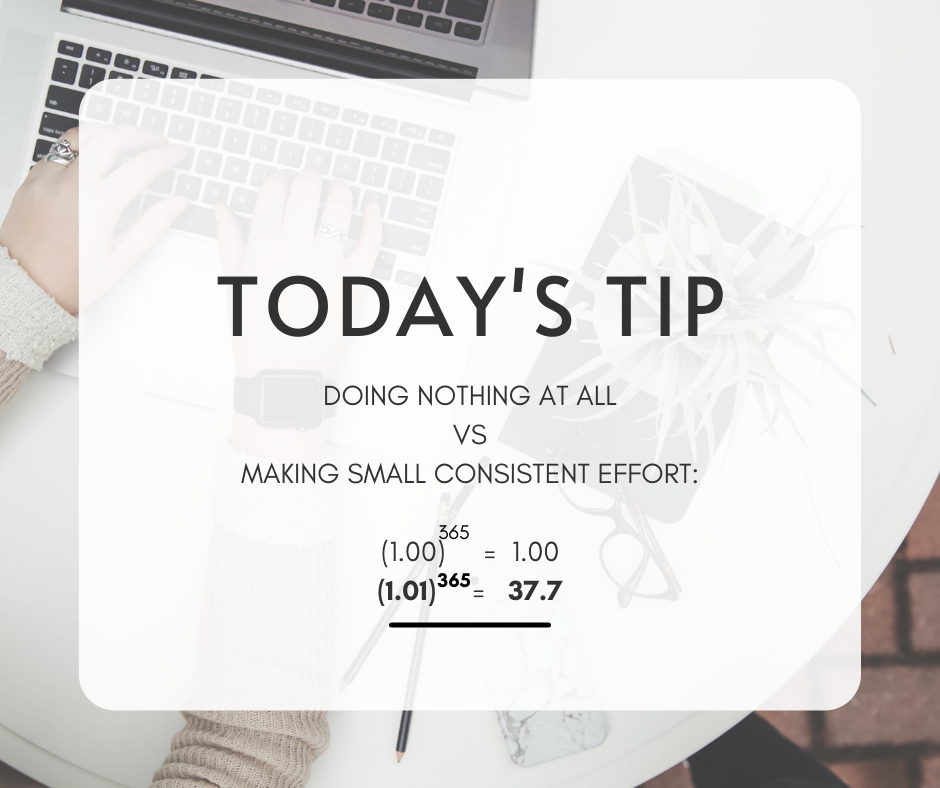 TODAY'S TIP
DOING NOTHING AT ALL
VS
MAKING SMALL CONSISTENT EFFORT:
(1.00)³⁶⁵ = 1.00
(1.01)³⁶⁵ = 37.7